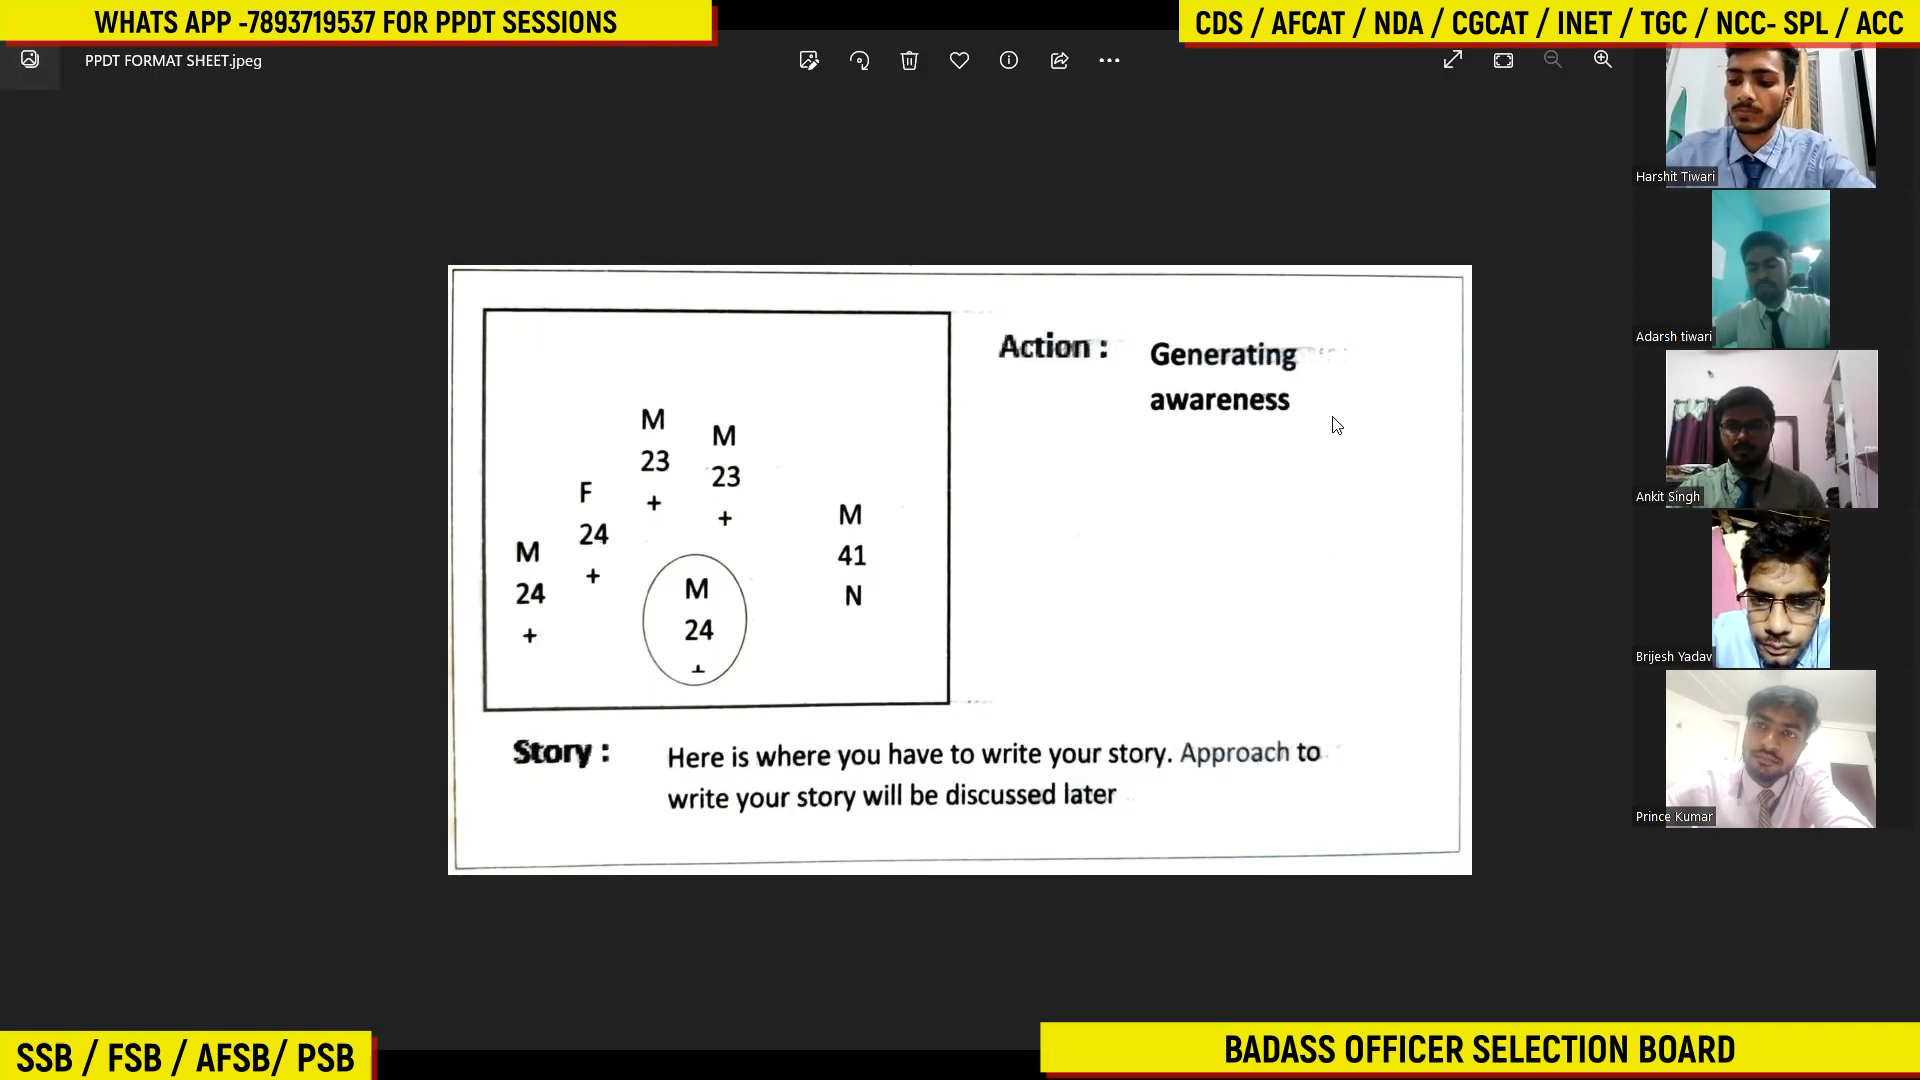 WHATS APP -7893719537 FOR PPDT SESSIONS
CDS / AFCAT / NDA / CGCAT / INET / TGC / NCC- SPL / ACC
PPDT FORMAT SHEET.jpeg
Harshit Tiwari
Adarsh tiwari
Ankit Singh
Brijesh Yadav
Prince Kumar
Action :
Generating
awareness
M
23
+
M
23
+
F
24
+
M
24
+
M
24
+
M
41
N
Story :
Here is where you have to write your story. Approach to
write your story will be discussed later
SSB / FSB / AFSB/ PSB
BADASS OFFICER SELECTION BOARD